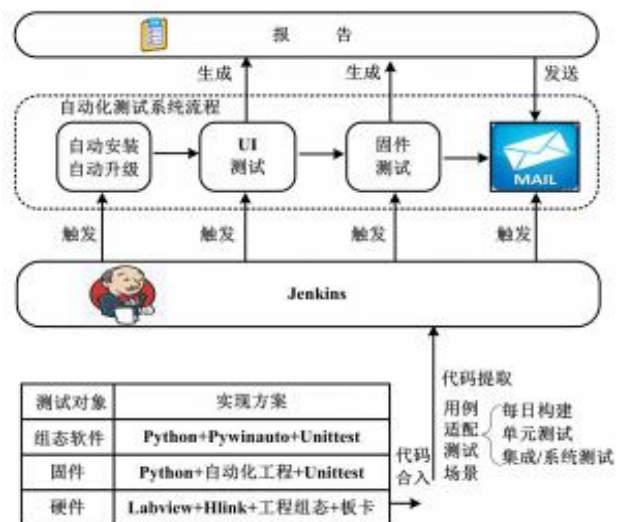 报 告
生成 生成 发送
自动化测试系统流程
自动安装
自动升级
UI
测试
固件
测试
MAIL
触发 触发 触发 触发
Jenkins
代码提取
用例
适配
测试
场景
每日构建
单元测试
集成/系统测试
代码
合入
测试对象 实现方案
组态软件 Python+Pywinauto+Unittest
固件 Python+自动化工程+Unittest
硬件 Labview+Hlink+工程组态+板卡